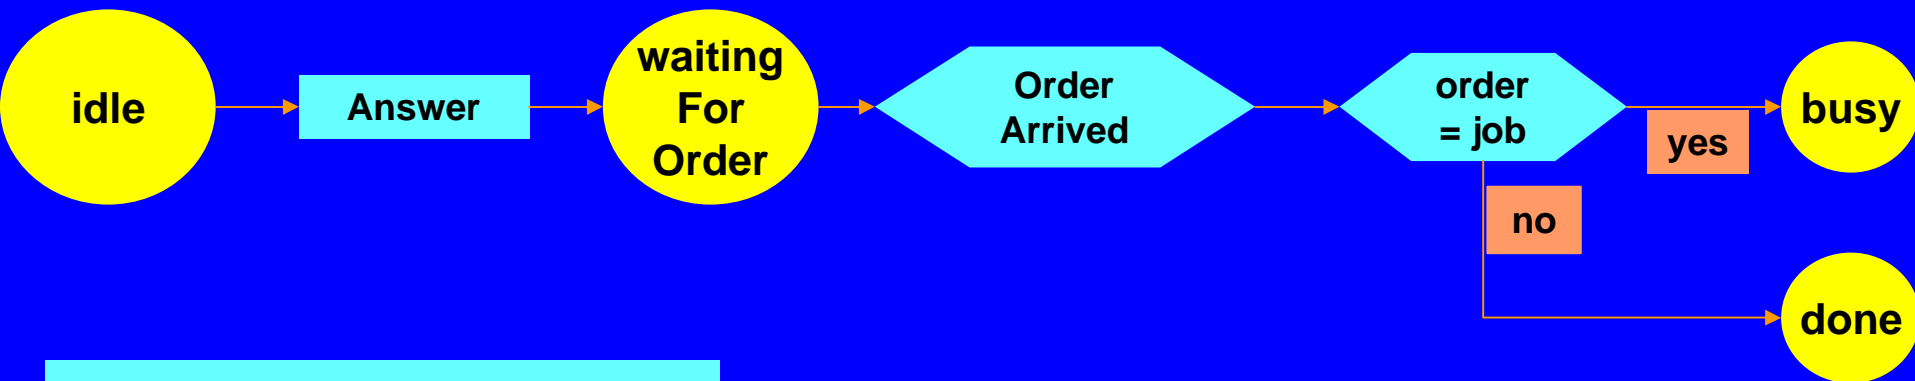 idle
Answer
waiting
For
Order
Order
Arrived
order
= job
yes
busy
no
done